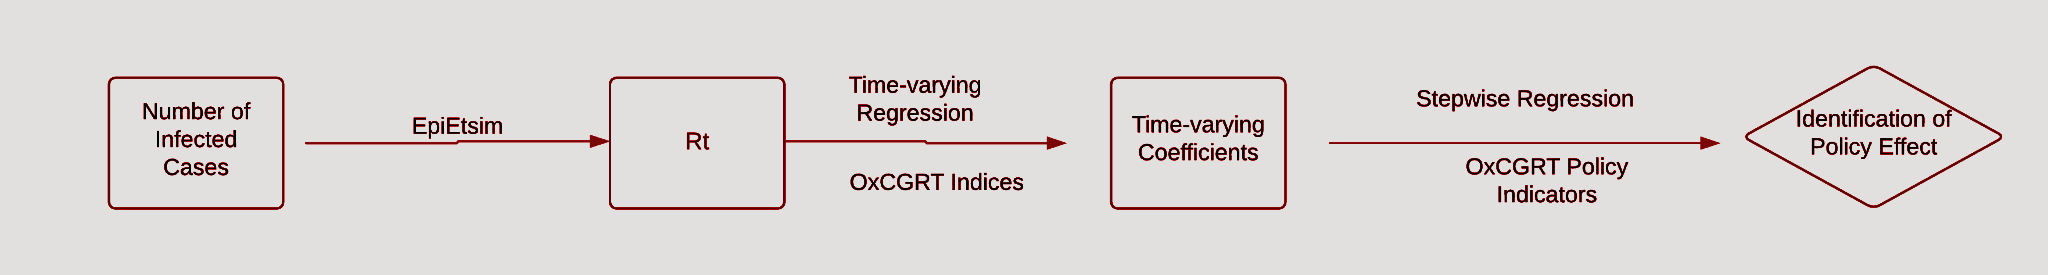 Number of
Infected
Cases
EpiEtsim
Rt
Time-varying
Regression
OxCGRT Indices
Time-varying
Coefficients
Stepwise Regression
OxCGRT Policy
Indicators
Identification of
Policy Effect